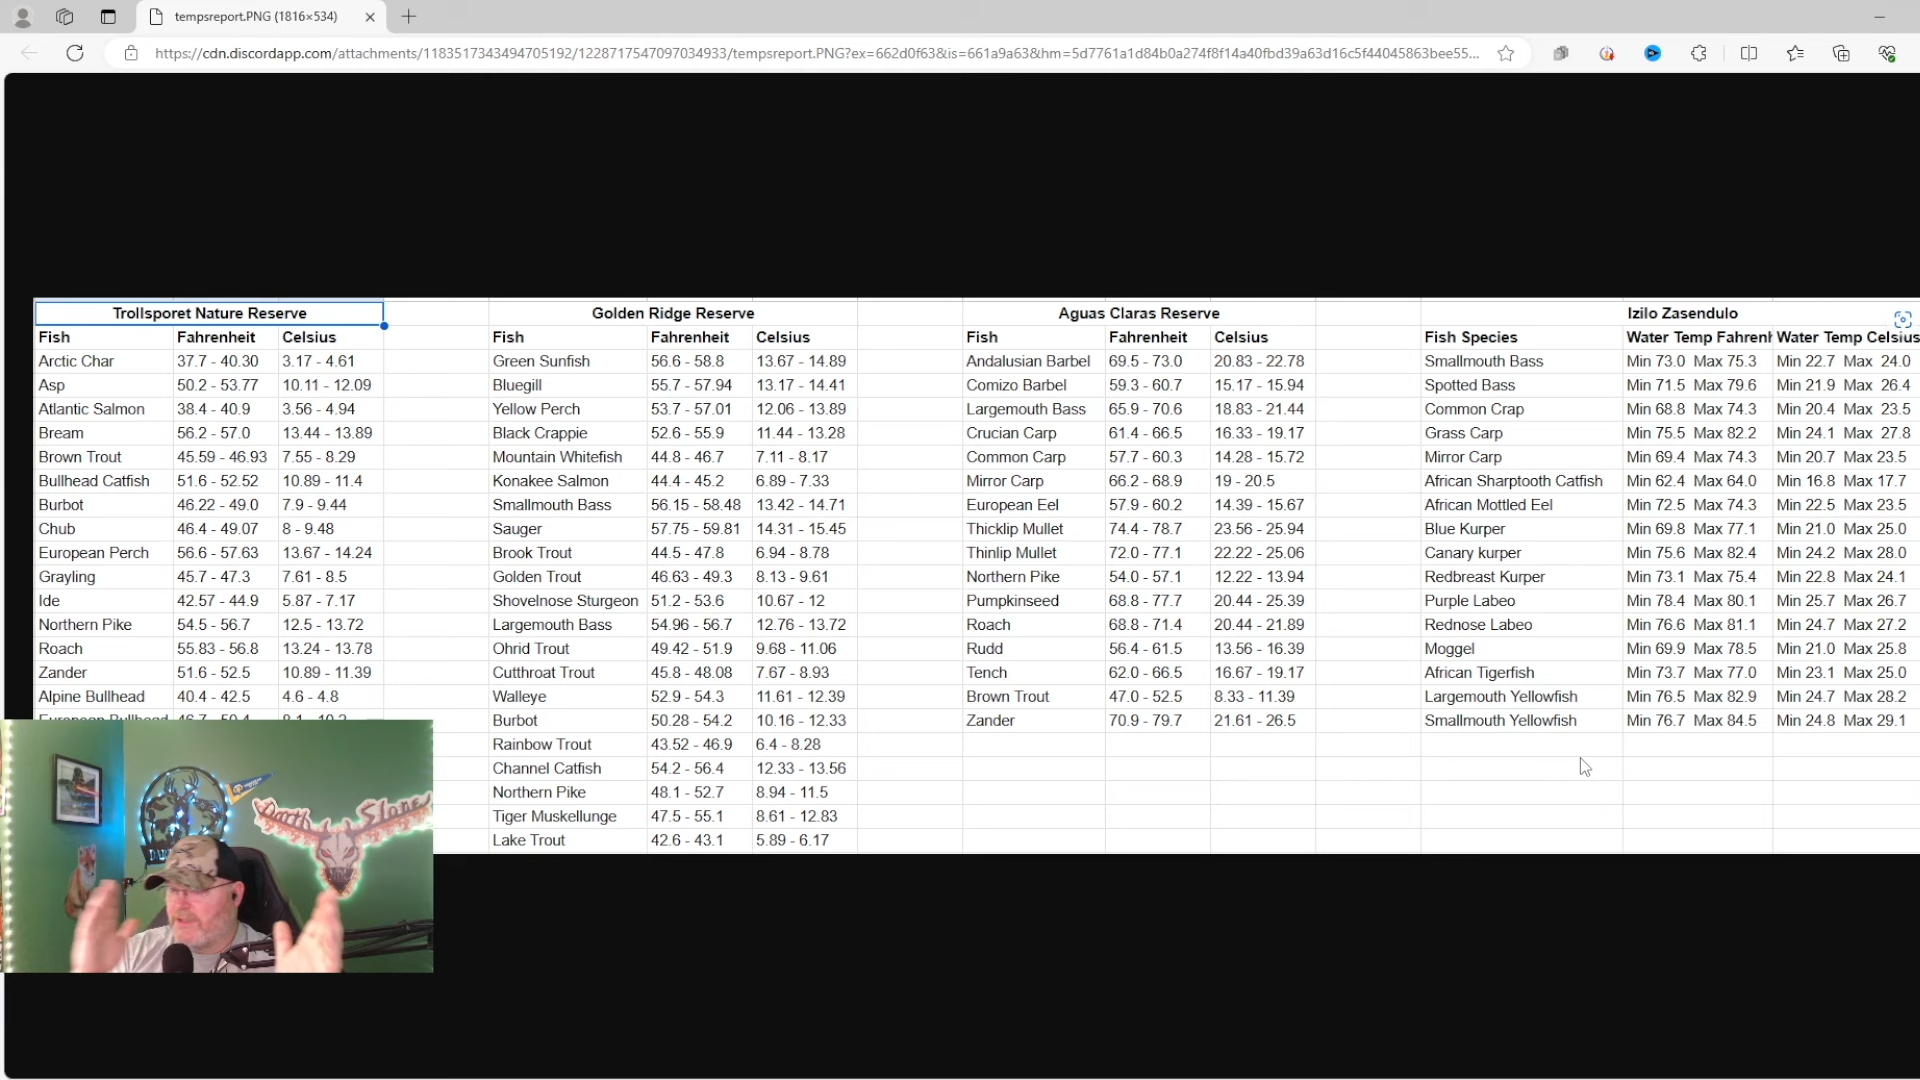 tempsreport.PNG (1816×534)
https://cdn.discordapp.com/attachments/1183517343494705192/1228717547097034933/tempsreport.PNG?ex=662d0f63&is=661a9a63&hm=5d7761a1d84b0a274f8f14a40fbd39a63d16c5f44045863bee55...
Trollsporet Nature Reserve Golden Ridge Reserve Aguas Claras Reserve Izilo Zasendulo
Fish Fahrenheit Celsius Fish Fahrenheit Celsius Fish Fahrenheit Celsius Fish Species Water Temp Fahrenh Water Temp Celsius
Arctic Char 37.7 - 40.30 3.17 - 4.61 Green Sunfish 56.6 - 58.8 13.67 - 14.89 Andalusian Barbel 69.5 - 73.0 20.83 - 22.78 Smallmouth Bass Min 73.0 Max 75.3 Min 22.7 Max 24.0
Asp 50.2 - 53.77 10.11 - 12.09 Bluegill 55.7 - 57.94 13.17 - 14.41 Comizo Barbel 59.3 - 60.7 15.17 - 15.94 Spotted Bass Min 71.5 Max 79.6 Min 21.9 Max 26.4
Atlantic Salmon 38.4 - 40.9 3.56 - 4.94 Yellow Perch 53.7 - 57.01 12.06 - 13.89 Largemouth Bass 65.9 - 70.6 18.83 - 21.44 Common Crap Min 68.8 Max 74.3 Min 20.4 Max 23.5
Bream 56.2 - 57.0 13.44 - 13.89 Black Crappie 52.6 - 55.9 11.44 - 13.28 Crucian Carp 61.4 - 66.5 16.33 - 19.17 Grass Carp Min 75.5 Max 82.2 Min 24.1 Max 27.8
Brown Trout 45.59 - 46.93 7.55 - 8.29 Mountain Whitefish 44.8 - 46.7 7.11 - 8.17 Common Carp 57.7 - 60.3 14.28 - 15.72 Mirror Carp Min 69.4 Max 74.3 Min 20.7 Max 23.5
Bullhead Catfish 51.6 - 52.52 10.89 - 11.4 Konakee Salmon 44.4 - 45.2 6.89 - 7.33 Mirror Carp 66.2 - 68.9 19 - 20.5 African Sharptooth Catfish Min 62.4 Max 64.0 Min 16.8 Max 17.7
Burbot 46.22 - 49.0 7.9 - 9.44 Smallmouth Bass 56.15 - 58.48 13.42 - 14.71 European Eel 57.9 - 60.2 14.39 - 15.67 African Mottled Eel Min 72.5 Max 74.3 Min 22.5 Max 23.5
Chub 46.4 - 49.07 8 - 9.48 Sauger 57.75 - 59.81 14.31 - 15.45 Thicklip Mullet 74.4 - 78.7 23.56 - 25.94 Blue Kurper Min 69.8 Max 77.1 Min 21.0 Max 25.0
European Perch 56.6 - 57.63 13.67 - 14.24 Brook Trout 44.5 - 47.8 6.94 - 8.78 Thinlip Mullet 72.0 - 77.1 22.22 - 25.06 Canary kurper Min 75.6 Max 82.4 Min 24.2 Max 28.0
Grayling 45.7 - 47.3 7.61 - 8.5 Golden Trout 46.63 - 49.3 8.13 - 9.61 Northern Pike 54.0 - 57.1 12.22 - 13.94 Redbreast Kurper Min 73.1 Max 75.4 Min 22.8 Max 24.1
Ide 42.57 - 44.9 5.87 - 7.17 Shovelnose Sturgeon 51.2 - 53.6 10.67 - 12 Pumpkinseed 68.8 - 77.7 20.44 - 25.39 Purple Labeo Min 78.4 Max 80.1 Min 25.7 Max 26.7
Northern Pike 54.5 - 56.7 12.5 - 13.72 Largemouth Bass 54.96 - 56.7 12.76 - 13.72 Roach 68.8 - 71.4 20.44 - 21.89 Rednose Labeo Min 76.6 Max 81.1 Min 24.7 Max 27.2
Roach 55.83 - 56.8 13.24 - 13.78 Ohrid Trout 49.42 - 51.9 9.68 - 11.06 Rudd 56.4 - 61.5 13.56 - 16.39 Moggel Min 69.9 Max 78.5 Min 21.0 Max 25.8
Zander 51.6 - 52.5 10.89 - 11.39 Cutthroat Trout 45.8 - 48.08 7.67 - 8.93 Tench 62.0 - 66.5 16.67 - 19.17 African Tigerfish Min 73.7 Max 77.0 Min 23.1 Max 25.0
Alpine Bullhead 40.4 - 42.5 4.6 - 4.8 Walleye 52.9 - 54.3 11.61 - 12.39 Brown Trout 47.0 - 52.5 8.33 - 11.39 Largemouth Yellowfish Min 76.5 Max 82.9 Min 24.7 Max 28.2
European Bullhead Burbot 50.28 - 54.2 10.16 - 12.33 Zander 70.9 - 79.7 21.61 - 26.5 Smallmouth Yellowfish Min 76.7 Max 84.5 Min 24.8 Max 29.1
Rainbow Trout 43.52 - 46.9 6.4 - 8.28
Channel Catfish 54.2 - 56.4 12.33 - 13.56
Northern Pike 48.1 - 52.7 8.94 - 11.5
Tiger Muskellunge 47.5 - 55.1 8.61 - 12.83
Lake Trout 42.6 - 43.1 5.89 - 6.17